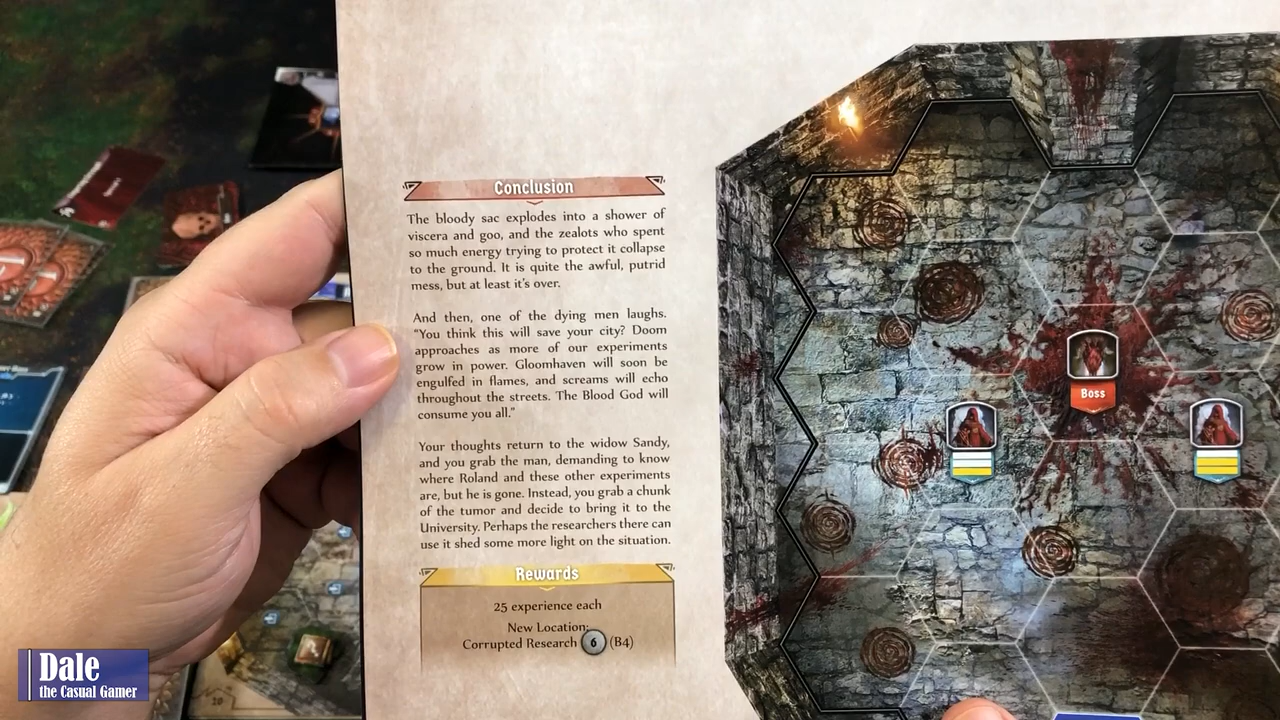 Conclusion
The bloody sac explodes into a shower of
viscera and goo, and the zealots who spent
so much energy trying to protect it collapse
to the ground. It is quite the awful, putrid
mess, but at least it's over.
And then, one of the dying men laughs.
"You think this will save your city? Doom
approaches as more of our experiments
grow in power. Gloomhaven will soon be
engulfed in flames, and screams will echo
throughout the streets. The Blood God will
consume you all."
Your thoughts return to the widow Sandy,
and you grab the man, demanding to know
where Roland and these other experiments
are, but he is gone. Instead, you grab a chunk
of the tumor and decide to bring it to the
University. Perhaps the researchers there can
use it shed some more light on the situation.
Rewards
25 experience each
New Location:
Corrupted Research 6 (B4)
Boss
Dale
the Casual Gamer